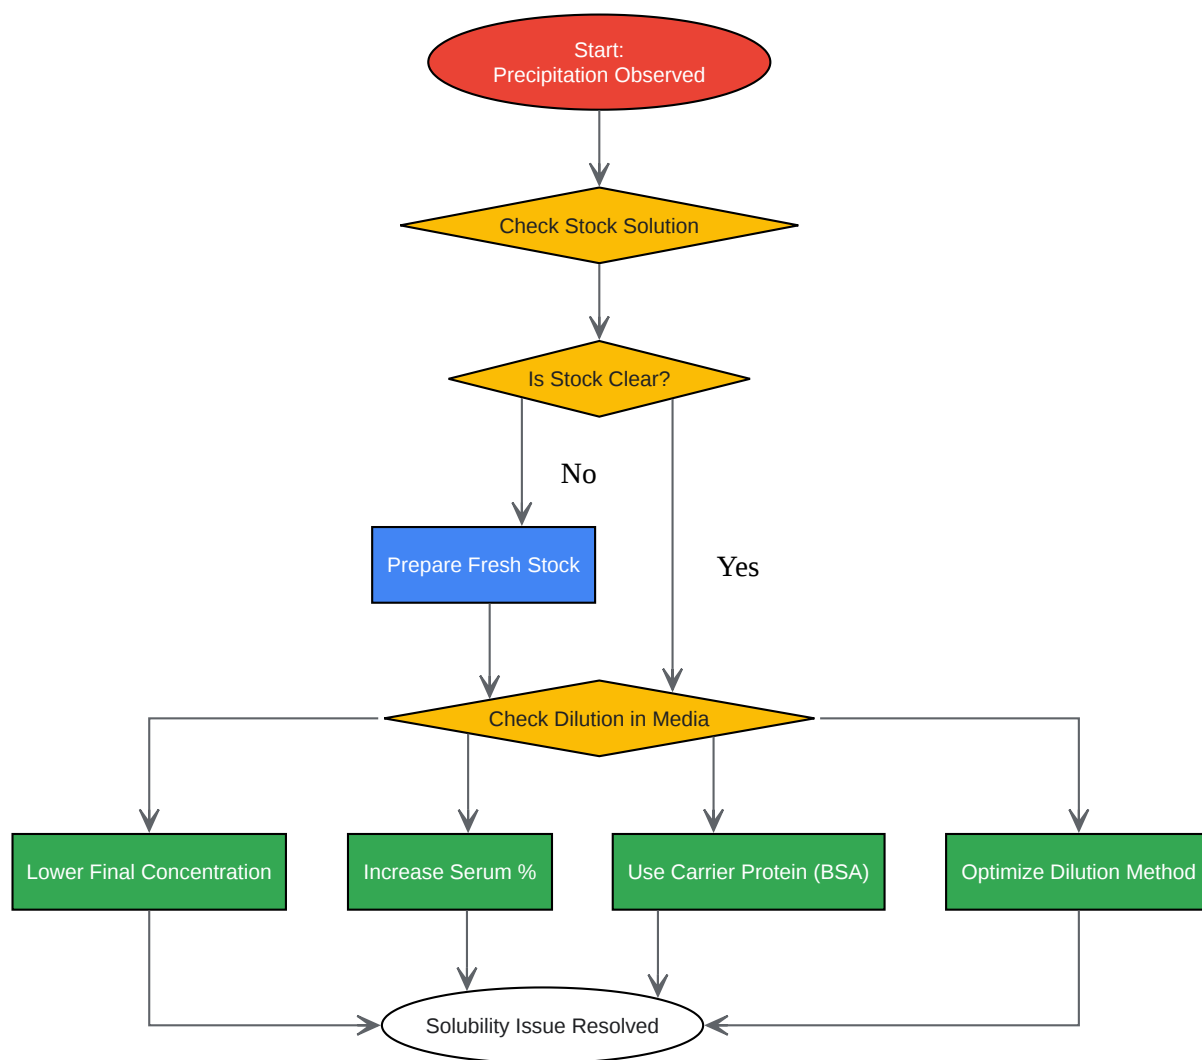 Start:
Precipitation Observed
Check Stock Solution
Is Stock Clear?
No
Prepare Fresh Stock
Yes
Check Dilution in Media
Lower Final Concentration
Increase Serum %
Use Carrier Protein (BSA)
Optimize Dilution Method
Solubility Issue Resolved